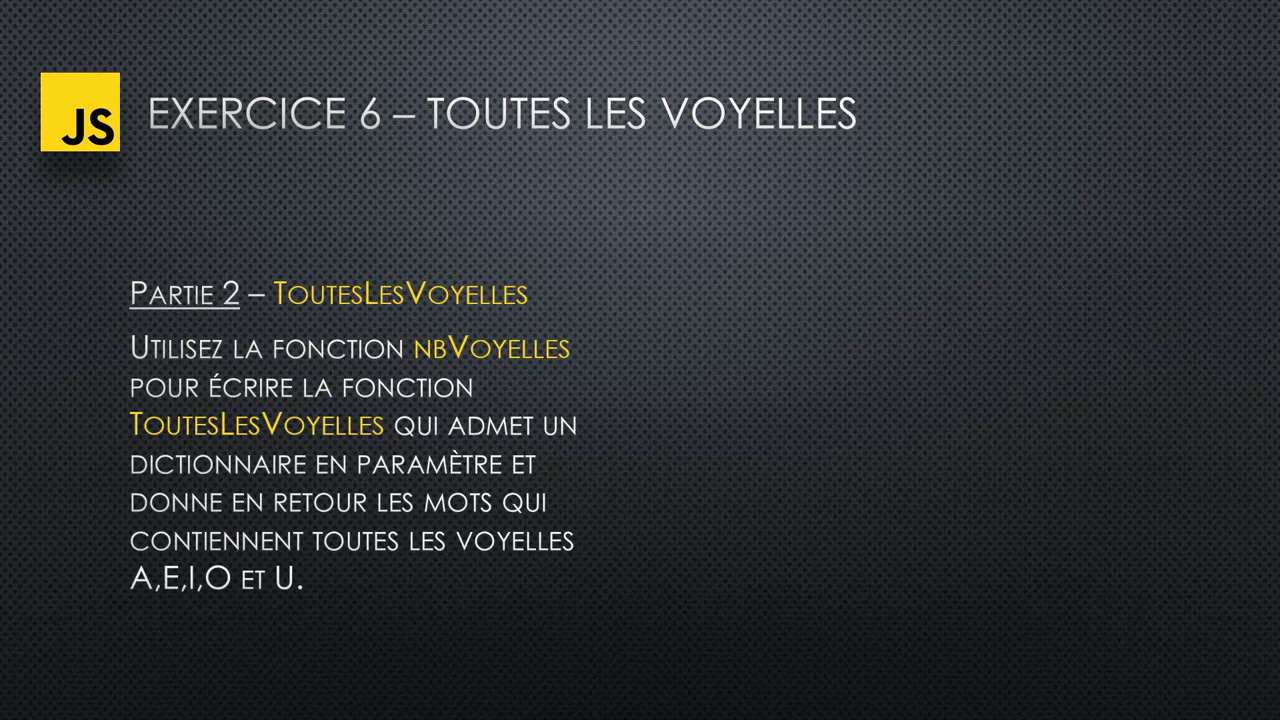 JS
EXERCICE 6 – TOUTES LES VOYELLES
Partie 2 – ToutesLesVoyelles
Utilisez la fonction nbVoyelles
pour écrire la fonction
ToutesLesVoyelles qui admet un
dictionnaire en paramètre et
donne en retour les mots qui
contiennent toutes les voyelles
A,E,I,O et U.